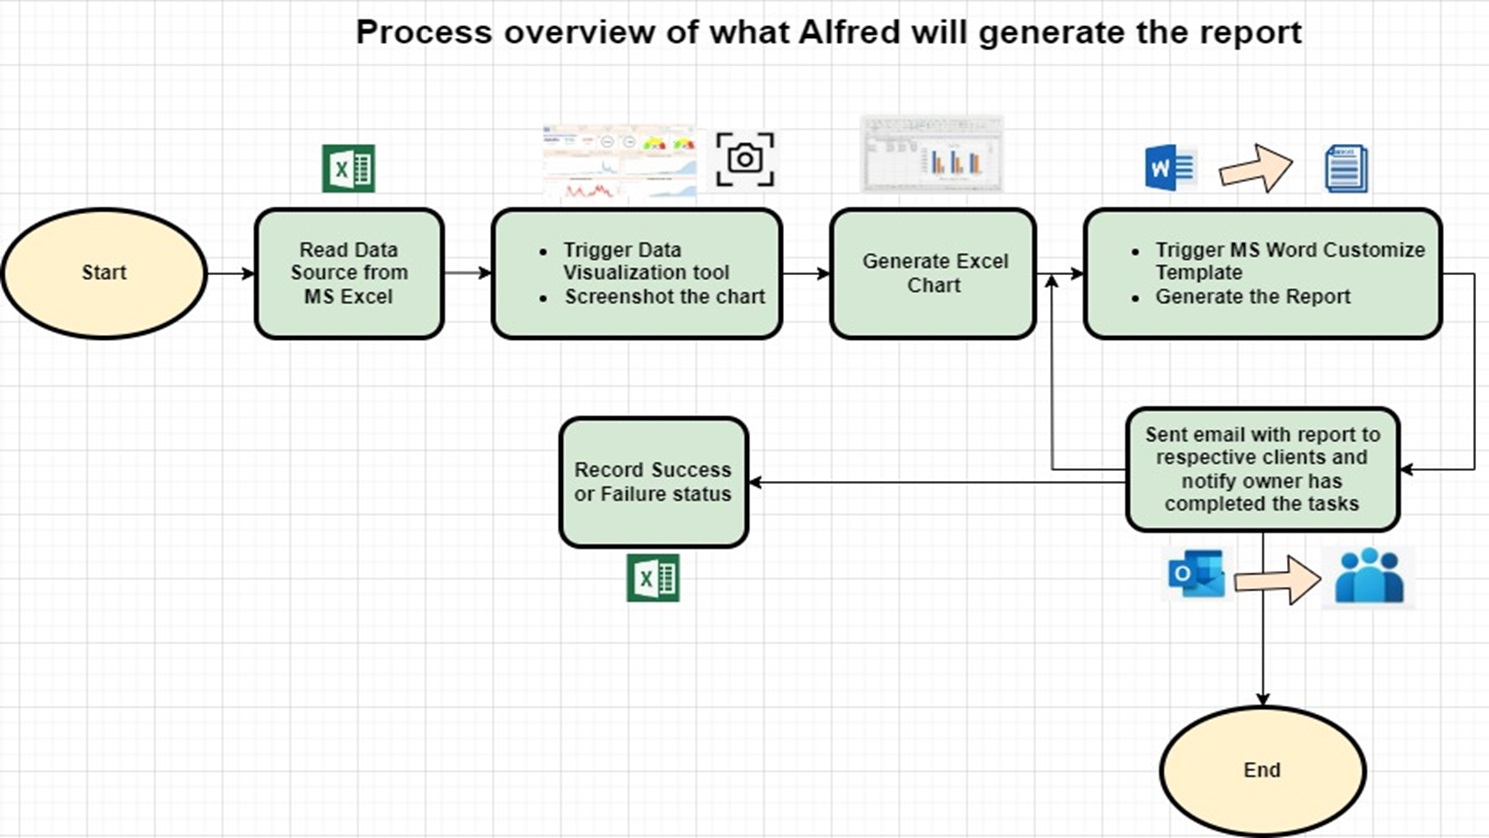 Process overview of what Alfred will generate the report
Start
Read Data
Source from
MS Excel
• Trigger Data
Visualization tool
• Screenshot the chart
Generate Excel
Chart
• Trigger MS Word Customize
Template
• Generate the Report
Record Success
or Failure status
Sent email with report to
respective clients and
notify owner has
completed the tasks
End